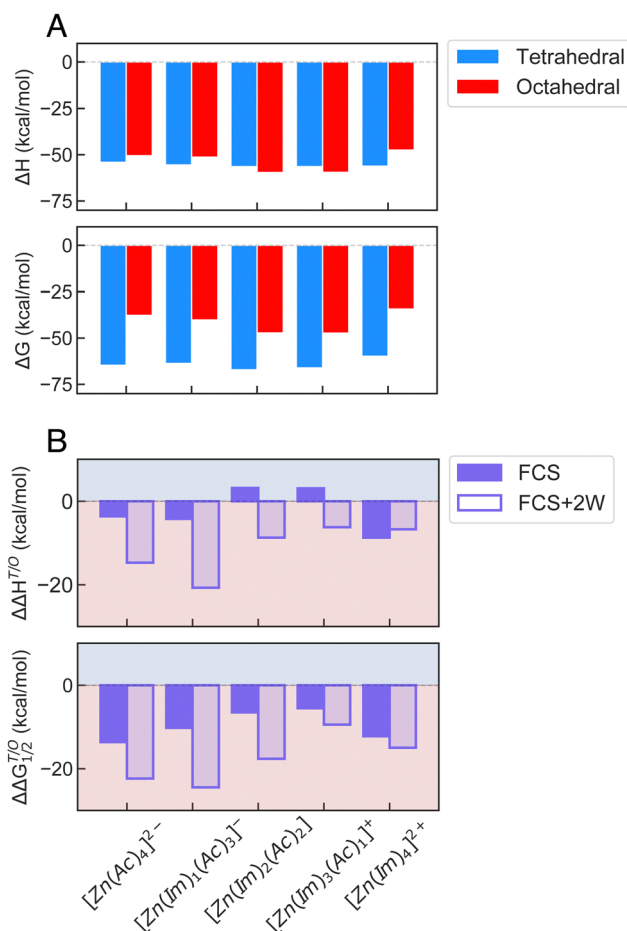 A
0
−25
−50
−75
ΔH (kcal/mol)
Tetrahedral
Octahedral
0
−25
−50
−75
ΔG (kcal/mol)
B
0
−20
ΔΔH^{T/O} (kcal/mol)
FCS
FCS+2W
0
−20
ΔΔG_{1/2}^{T/O} (kcal/mol)
[Zn(Ac)₄]²⁻
[Zn(Im)₁(Ac)₃]⁻
[Zn(Im)₂(Ac)₂]
[Zn(Im)₃(Ac)₁]⁺
[Zn(Im)₄]²⁺